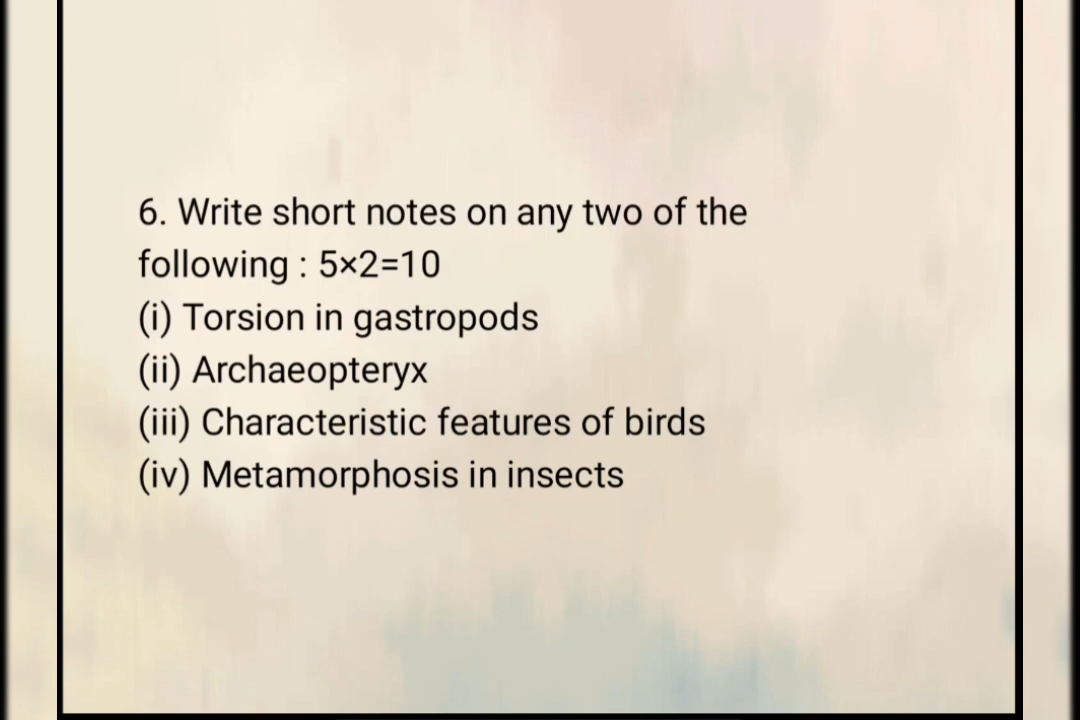 6. Write short notes on any two of the
following : 5×2=10
(i) Torsion in gastropods
(ii) Archaeopteryx
(iii) Characteristic features of birds
(iv) Metamorphosis in insects